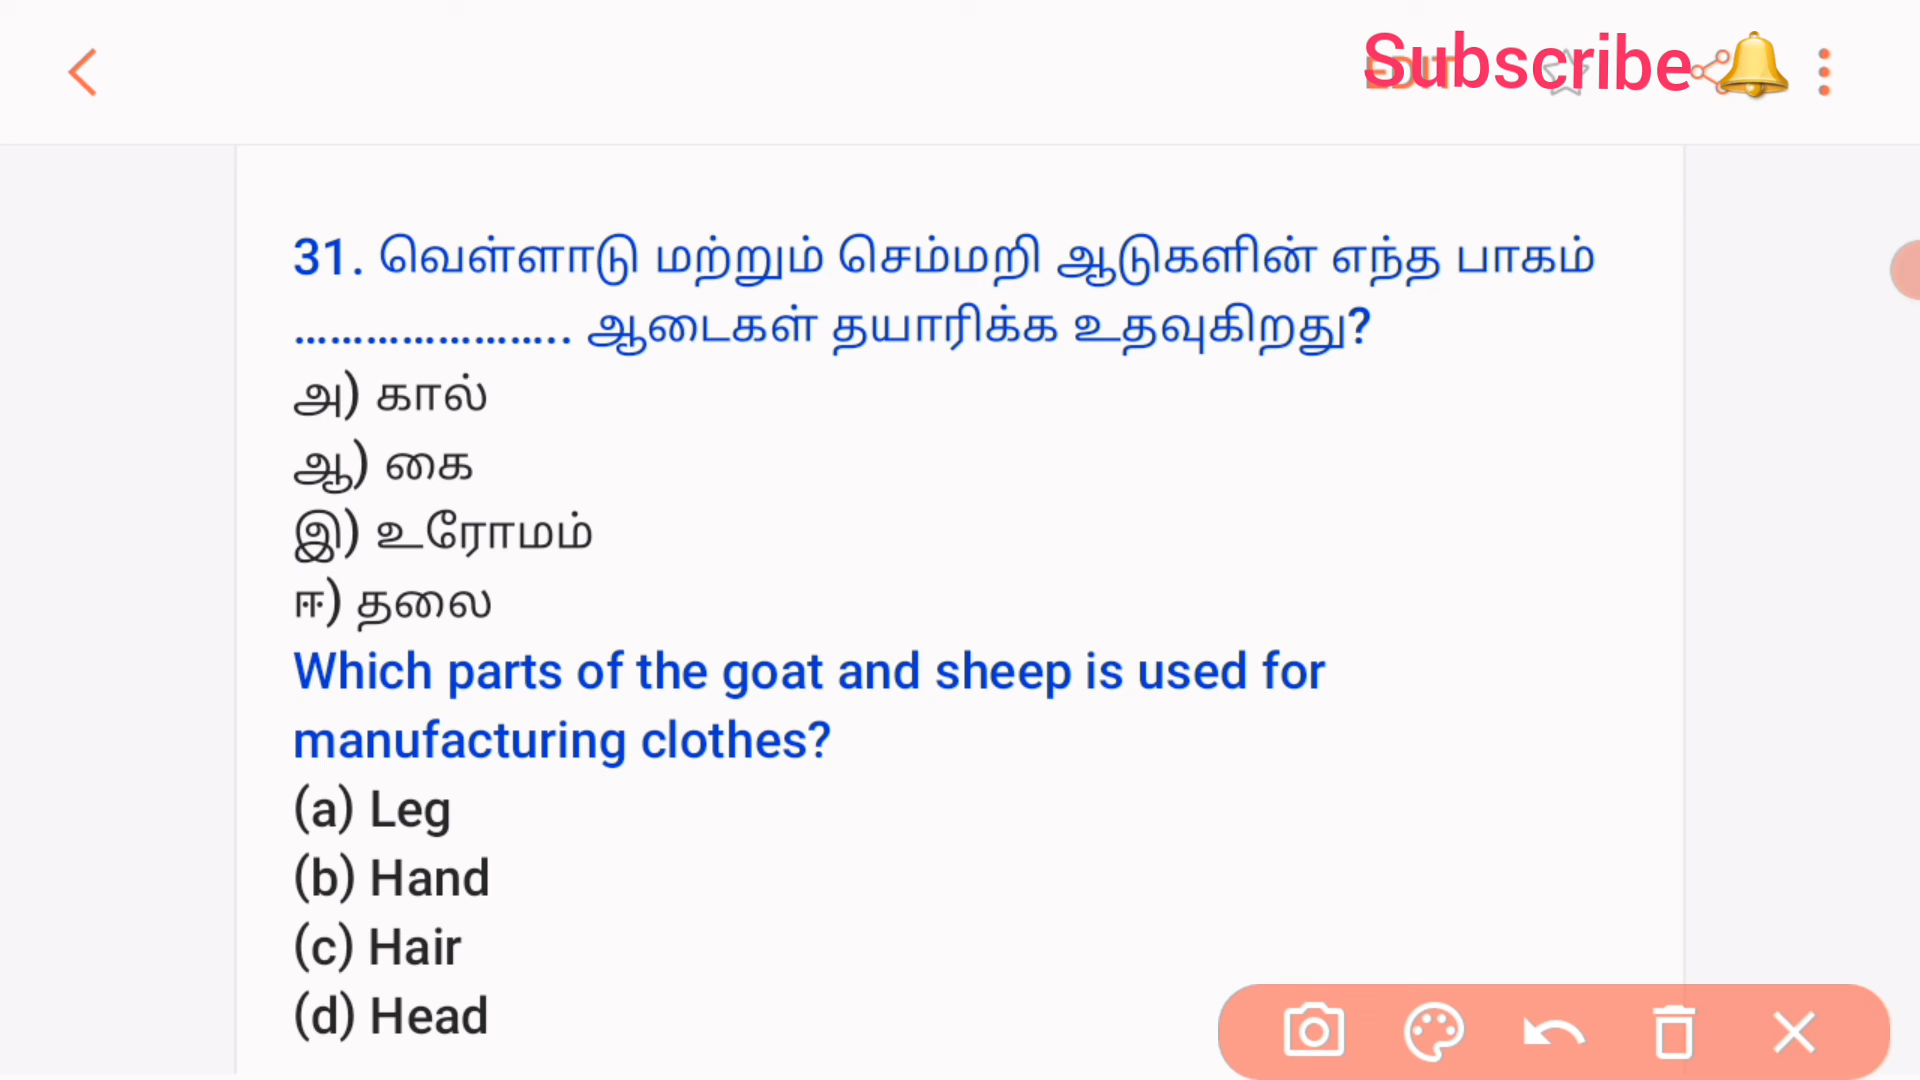 Subscribe🔔
EDIT
31. வெள்ளாடு மற்றும் செம்மறி ஆடுகளின் எந்த பாகம்
........................ ஆடைகள் தயாரிக்க உதவுகிறது?
அ) கால்
ஆ) கை
இ) உரோமம்
ஈ) தலை
Which parts of the goat and sheep is used for
manufacturing clothes?
(a) Leg
(b) Hand
(c) Hair
(d) Head